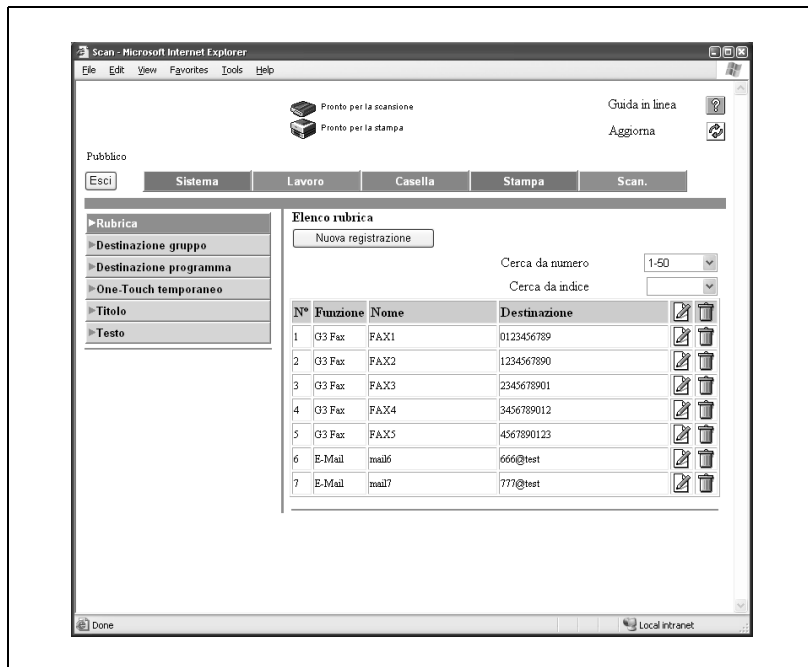 Scan - Microsoft Internet Explorer
File Edit View Favorites Tools Help
Pronto per la scansione
Guida in linea
Pronto per la stampa
Aggiorna
Pubblico
Esci Sistema Lavoro Casella Stampa Scan.
Rubrica
Destinazione gruppo
Destinazione programma
One-Touch temporaneo
Titolo
Testo
Elenco rubrica
Nuova registrazione
Cerca da numero 1-50
Cerca da indice
N° Funzione Nome Destinazione
1 G3 Fax FAX1 0123456789
2 G3 Fax FAX2 1234567890
3 G3 Fax FAX3 2345678901
4 G3 Fax FAX4 3456789012
5 G3 Fax FAX5 4567890123
6 E-Mail mail6 666@test
7 E-Mail mail7 777@test
Done Local intranet